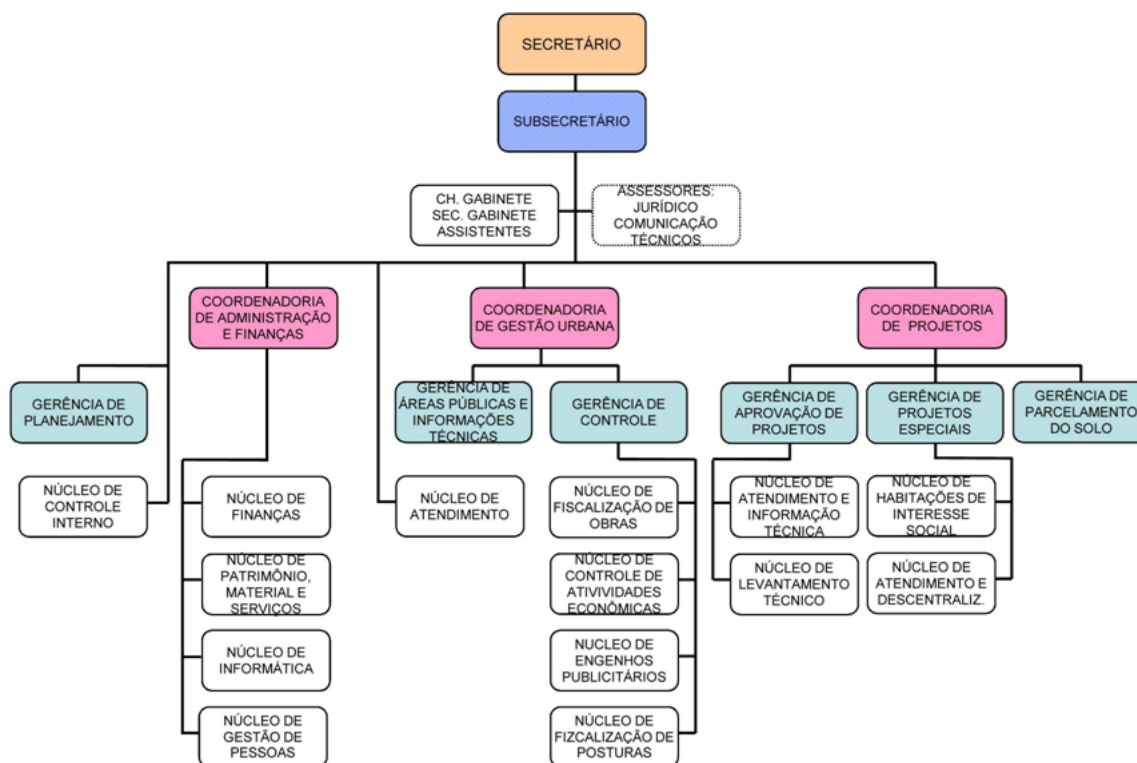 SECRETÁRIO
SUBSECRETÁRIO
CH. GABINETE
SEC. GABINETE
ASSISTENTES
ASSESSORES:
JURÍDICO
COMUNICAÇÃO
TÉCNICOS
COORDENADORIA
DE ADMINISTRAÇÃO
E FINANÇAS
COORDENADORIA
DE GESTÃO URBANA
COORDENADORIA
DE PROJETOS
GERÊNCIA DE
PLANEJAMENTO
GERÊNCIA DE
ÁREAS PÚBLICAS E
INFORMAÇÕES
TÉCNICAS
GERÊNCIA DE
CONTROLE
GERÊNCIA DE
APROVAÇÃO DE
PROJETOS
GERÊNCIA DE
PROJETOS
ESPECIAIS
GERÊNCIA DE
PARCELAMENTO
DO SOLO
NÚCLEO DE
CONTROLE
INTERNO
NÚCLEO DE
FINANÇAS
NÚCLEO DE
ATENDIMENTO
NÚCLEO DE
FISCALIZAÇÃO DE
OBRAS
NÚCLEO DE
ATENDIMENTO E
INFORMAÇÃO
TÉCNICA
NÚCLEO DE
HABITAÇÕES DE
INTERESSE
SOCIAL
NÚCLEO DE
PATRIMÔNIO,
MATERIAL E
SERVIÇOS
NÚCLEO DE
CONTROLE DE
ATIVIVIDADES
ECONÔMICAS
NÚCLEO DE
LEVANTAMENTO
TÉCNICO
NÚCLEO DE
ATENDIMENTO E
DESCENTRALIZ.
NÚCLEO DE
INFORMÁTICA
NUCLEO DE
ENGENHOS
PUBLICITÁRIOS
NÚCLEO DE
GESTÃO DE
PESSOAS
NÚCLEO DE
FIZCALIZAÇÃO DE
POSTURAS